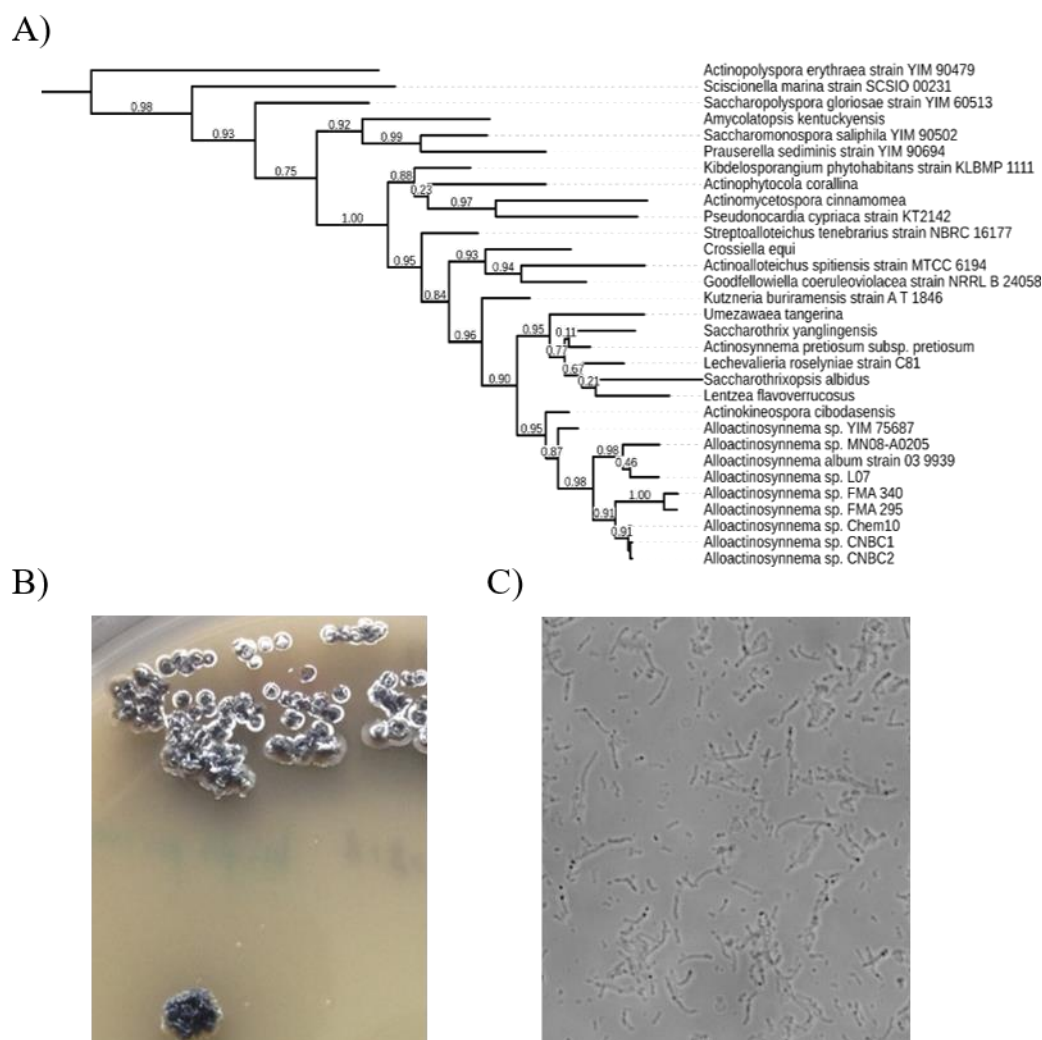 A)
Actinopolyspora erythraea strain YIM 90479
Sciscionella marina strain SCSIO 00231
0.98
Saccharopolyspora gloriosae strain YIM 60513
0.93
Amycolatopsis kentuckyensis
0.92
Saccharomonospora saliphila YIM 90502
0.99
Prauserella sediminis strain YIM 90694
0.75
Kibdelosporangium phytohabitans strain KLBMP 1111
0.88
Actinophytocola corallina
0.23
Actinomycetospora cinnamomea
0.97
Pseudonocardia cypriaca strain KT2142
1.00
Streptoalloteichus tenebrarius strain NBRC 16177
Crossiella equi
0.93
0.95
Actinoalloteichus spitiensis strain MTCC 6194
0.94
Goodfellowiella coeruleoviolacea strain NRRL B 24058
Kutzneria buriramensis strain A T 1846
0.84
Umezawaea tangerina
Saccharothrix yanglingensis
0.95
0.11
0.96
Actinosynnema pretiosum subsp. pretiosum
0.77
Lechevalieria roselyniae strain C81
0.67
Saccharothrixopsis albidus
0.90
0.21
Lentzea flavoverrucosus
Actinokineospora cibodasensis
Alloactinosynnema sp. YIM 75687
0.95
Alloactinosynnema sp. MN08-A0205
0.87
0.98
Alloactinosynnema album strain 03 9939
0.46
Alloactinosynnema sp. L07
0.98
Alloactinosynnema sp. FMA 340
1.00
Alloactinosynnema sp. FMA 295
0.91
Alloactinosynnema sp. Chem10
0.91
Alloactinosynnema sp. CNBC1
Alloactinosynnema sp. CNBC2
B)
C)